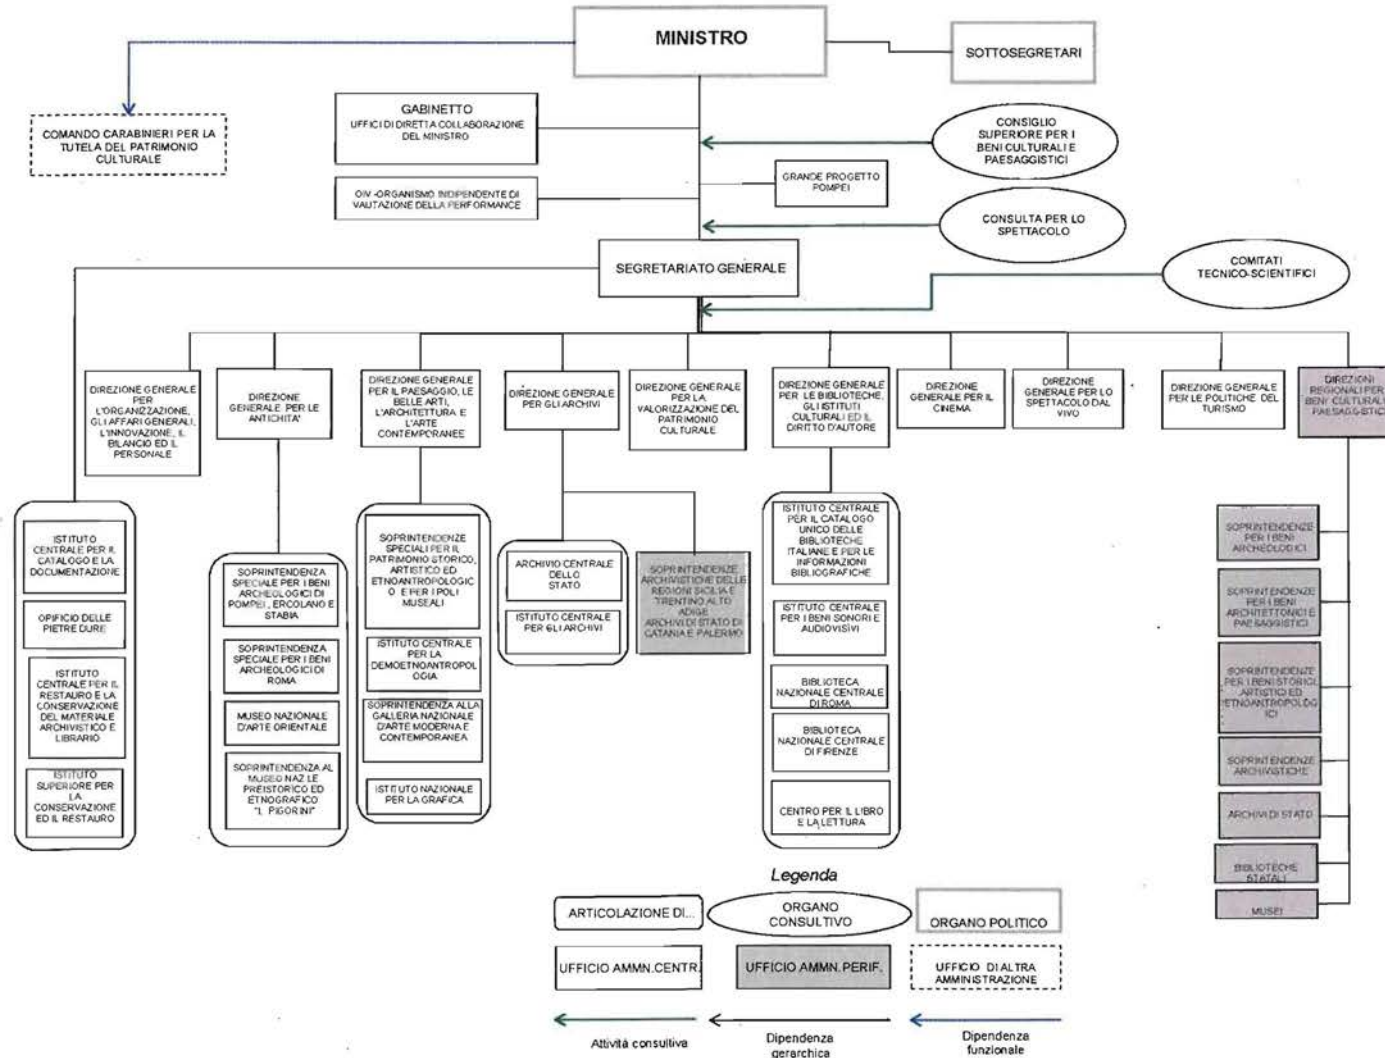 MINISTRO
SOTTOSEGRETARI
COMANDO CARABINIERI PER LA
TUTELA DEL PATRIMONIO
CULTURALE
GABINETTO
UFFICI DI DIRETTA COLLABORAZIONE
DEL MINISTRO
CONSIGLIO
SUPERIORE PER I
BENI CULTURALI E
PAESAGGISTICI
GRANDE PROGETTO
POMPEI
OIV -ORGANISMO INDIPENDENTE DI
VAUTAZIONE DELLA PERFORMANCE
CONSULTA PER LO
SPETTACOLO
SEGRETARIATO GENERALE
COMITATI
TECNICO-SCIENTIFICI
DIREZIONE GENERALE
PER
L'ORGANIZZAZIONE,
GLI AFFARI GENERALI,
L'INNOVAZIONE, IL
BILANCIO ED IL
PERSONALE
DIREZIONE
GENERALE PER LE
ANTICHITA'
DIREZIONE GENERALE
PER IL PAESAGGIO, LE
BELLE ARTI,
L'ARCHITETTURA E
L'ARTE
CONTEMPORANEE
DIREZIONE GENERALE
PER GLI ARCHIVI
DIREZIONE GENERALE
PER LA
VALORIZZAZIONE DEL
PATRIMONIO
CULTURALE
DIREZIONE GENERALE
PER LE BIBLIOTECHE,
GLI ISTITUTI
CULTURALI ED IL
DIRITTO D'AUTORE
DIREZIONE
GENERALE PER IL
CINEMA
DIREZIONE
GENERALE PER LO
SPETTACOLO DAL
VIVO
DIREZIONE GENERALE
PER LE POLITICHE DEL
TURISMO
DIREZIONI
REGIONALI PER I
BENI CULTURALI E
PAESAGGISTICI
ISTITUTO
CENTRALE PER IL
CATALOGO E LA
DOCUMENTAZIONE
OPIFICIO DELLE
PIETRE DURE
ISTITUTO
CENTRALE PER IL
RESTAURO E LA
CONSERVAZIONE
DEL MATERIALE
ARCHIVISTICO E
LIBRARIO
ISTITUTO
SUPERIORE PER
LA
CONSERVAZIONE
ED IL RESTAURO
SOPRINTENDENZA
SPECIALE PER I BENI
ARCHEOLOGICI DI
POMPEI, ERCOLANO E
STABIA
SOPRINTENDENZA
SPECIALE PER I BENI
ARCHEOLOGICI DI
ROMA
MUSEO NAZIONALE
D'ARTE ORIENTALE
SOPRINTENDENZA AL
MUSEO NAZ.LE
PREISTORICO ED
ETNOGRAFICO
"L. PIGORINI"
SOPRINTENDENZE
SPECIALI PER IL
PATRIMONIO STORICO,
ARTISTICO ED
ETNOANTROPOLOGIC
O E PER I POLI
MUSEALI
ISTITUTO CENTRALE
PER LA
DEMOETNOANTROPOL
OGIA
SOPRINTENDENZA ALLA
GALLERIA NAZIONALE
D'ARTE MODERNA E
CONTEMPORANEA
ISTITUTO NAZIONALE
PER LA GRAFICA
ARCHIVIO CENTRALE
DELLO
STATO
ISTITUTO CENTRALE
PER GLI ARCHIVI
SOPRINTENDENZE
ARCHIVISTICHE DELLE
REGIONI SICILIA E
TRENTINO ALTO
ADIGE
ARCHIVI DI STATO DI
CATANIA E PALERMO
ISTITUTO CENTRALE
PER IL CATALOGO
UNICO DELLE
BIBLIOTECHE
ITALIANE E PER LE
INFORMAZIONI
BIBLIOGRAFICHE
ISTITUTO CENTRALE
PER I BENI SONORI E
AUDIOVISIVI
BIBLIOTECA
NAZIONALE CENTRALE
DI ROMA
BIBLIOTECA
NAZIONALE CENTRALE
DI FIRENZE
CENTRO PER IL LIBRO
E LA LETTURA
SOPRINTENDENZE
PER I BENI
ARCHEOLOGICI
SOPRINTENDENZE
PER I BENI
ARCHITETTONICI E
PAESAGGISTICI
SOPRINTENDENZE
PER I BENI STORICI,
ARTISTICI ED
ETNOANTROPOLOG
ICI
SOPRINTENDENZE
ARCHIVISTICHE
ARCHIVI DI STATO
BIBLIOTECHE
STATALI
MUSEI
Legenda
ARTICOLAZIONE DI...
ORGANO
CONSULTIVO
ORGANO POLITICO
UFFICIO AMMN.CENTR.
UFFICIO AMMN.PERIF.
UFFICIO DI ALTRA
AMMINISTRAZIONE
Attività consultiva
Dipendenza
gerarchica
Dipendenza
funzionale